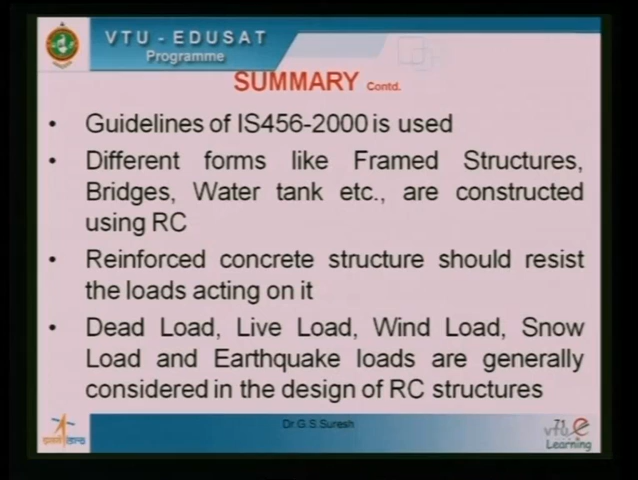 VTU - EDUSAT
Programme
SUMMARY Contd.
• Guidelines of IS456-2000 is used
• Different forms like Framed Structures,
Bridges, Water tank etc., are constructed
using RC
• Reinforced concrete structure should resist
the loads acting on it
• Dead Load, Live Load, Wind Load, Snow
Load and Earthquake loads are generally
considered in the design of RC structures
Dr.G.S.Suresh
71
vtu e
Learning